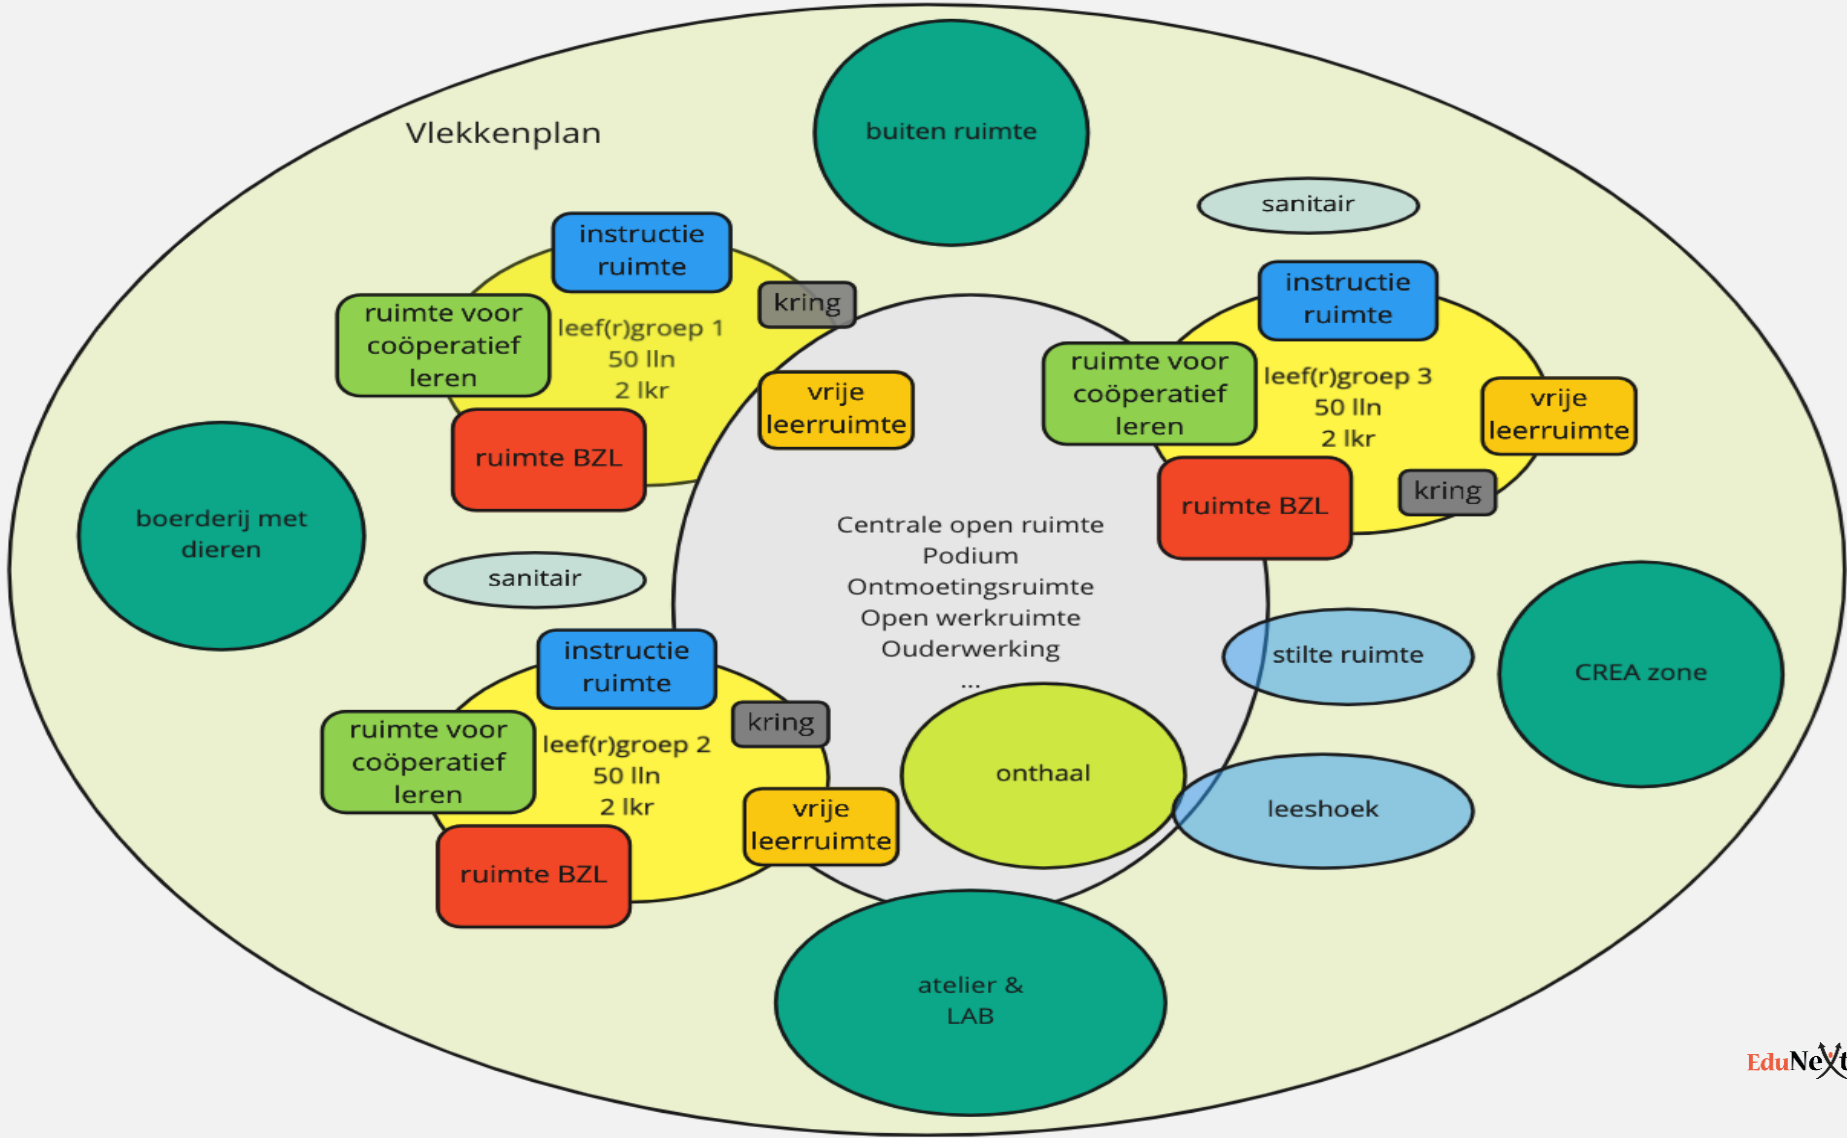 Vlekkenplan
buiten ruimte
sanitair
instructie
ruimte
kring
ruimte voor
coöperatief
leren
leef(r)groep 1
50 lln
2 lkr
vrije
leerruimte
ruimte BZL
instructie
ruimte
ruimte voor
coöperatief
leren
leef(r)groep 3
50 lln
2 lkr
vrije
leerruimte
ruimte BZL
kring
boerderij met
dieren
sanitair
Centrale open ruimte
Podium
Ontmoetingsruimte
Open werkruimte
Ouderwerking
...
stilte ruimte
CREA zone
instructie
ruimte
kring
ruimte voor
coöperatief
leren
leef(r)groep 2
50 lln
2 lkr
vrije
leerruimte
ruimte BZL
onthaal
leeshoek
atelier &
LAB
EduNext